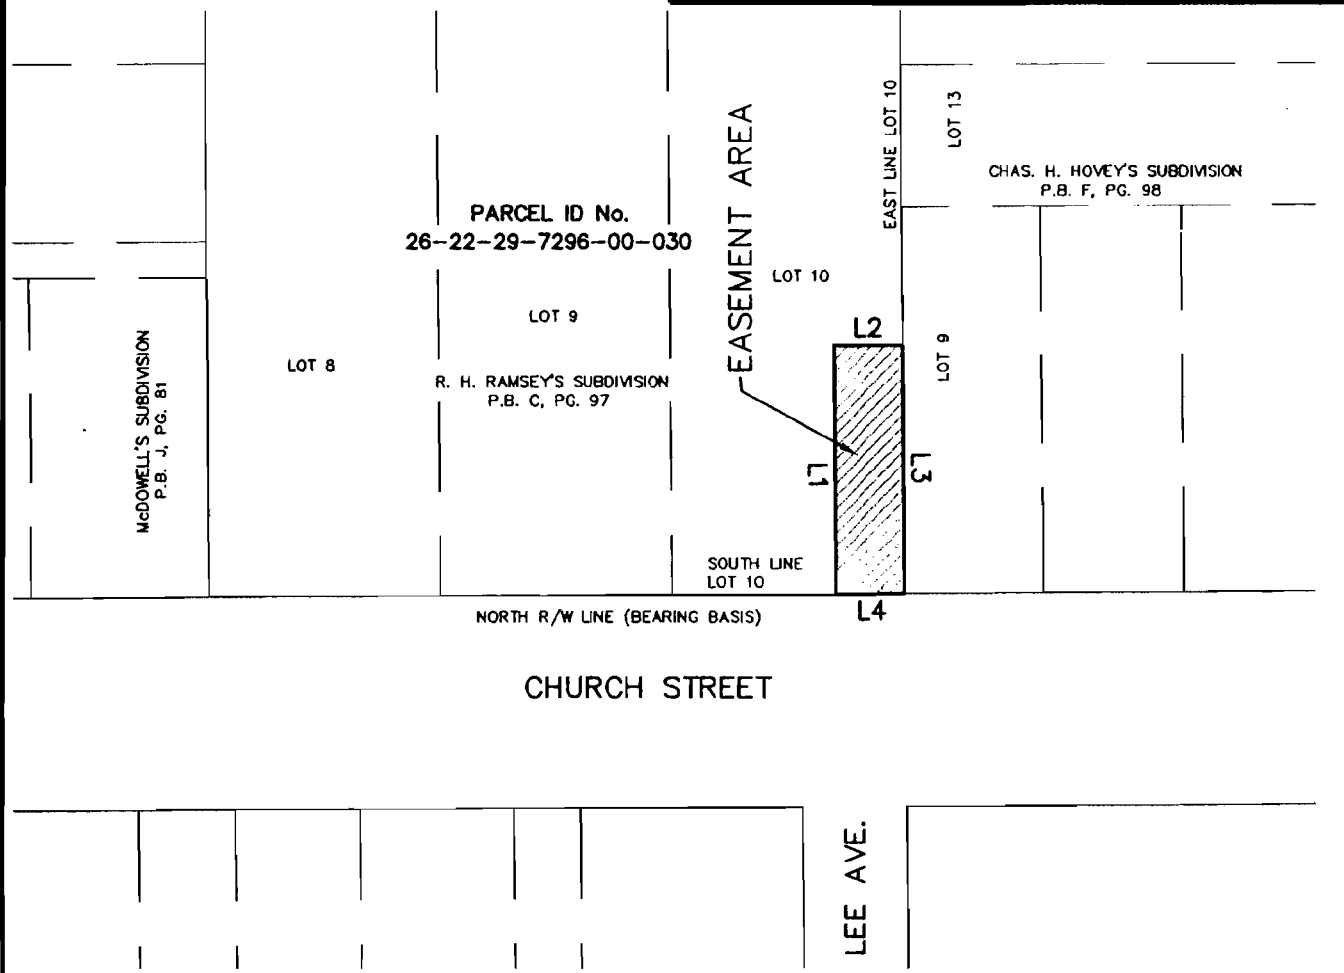 EAST LINE LOT 10
LOT 13
EASEMENT AREA
CHAS. H. HOVEY'S SUBDIVISION
P.B. F, PG. 98
PARCEL ID No.
26-22-29-7296-00-030
LOT 10
LOT 9
L2
LOT 9
LOT 8
McDOWELL'S SUBDIVISION
P.B. J, PG. 81
R. H. RAMSEY'S SUBDIVISION
P.B. C, PG. 97
L1
L3
SOUTH LINE
LOT 10
L4
NORTH R/W LINE (BEARING BASIS)
CHURCH STREET
LEE AVE.